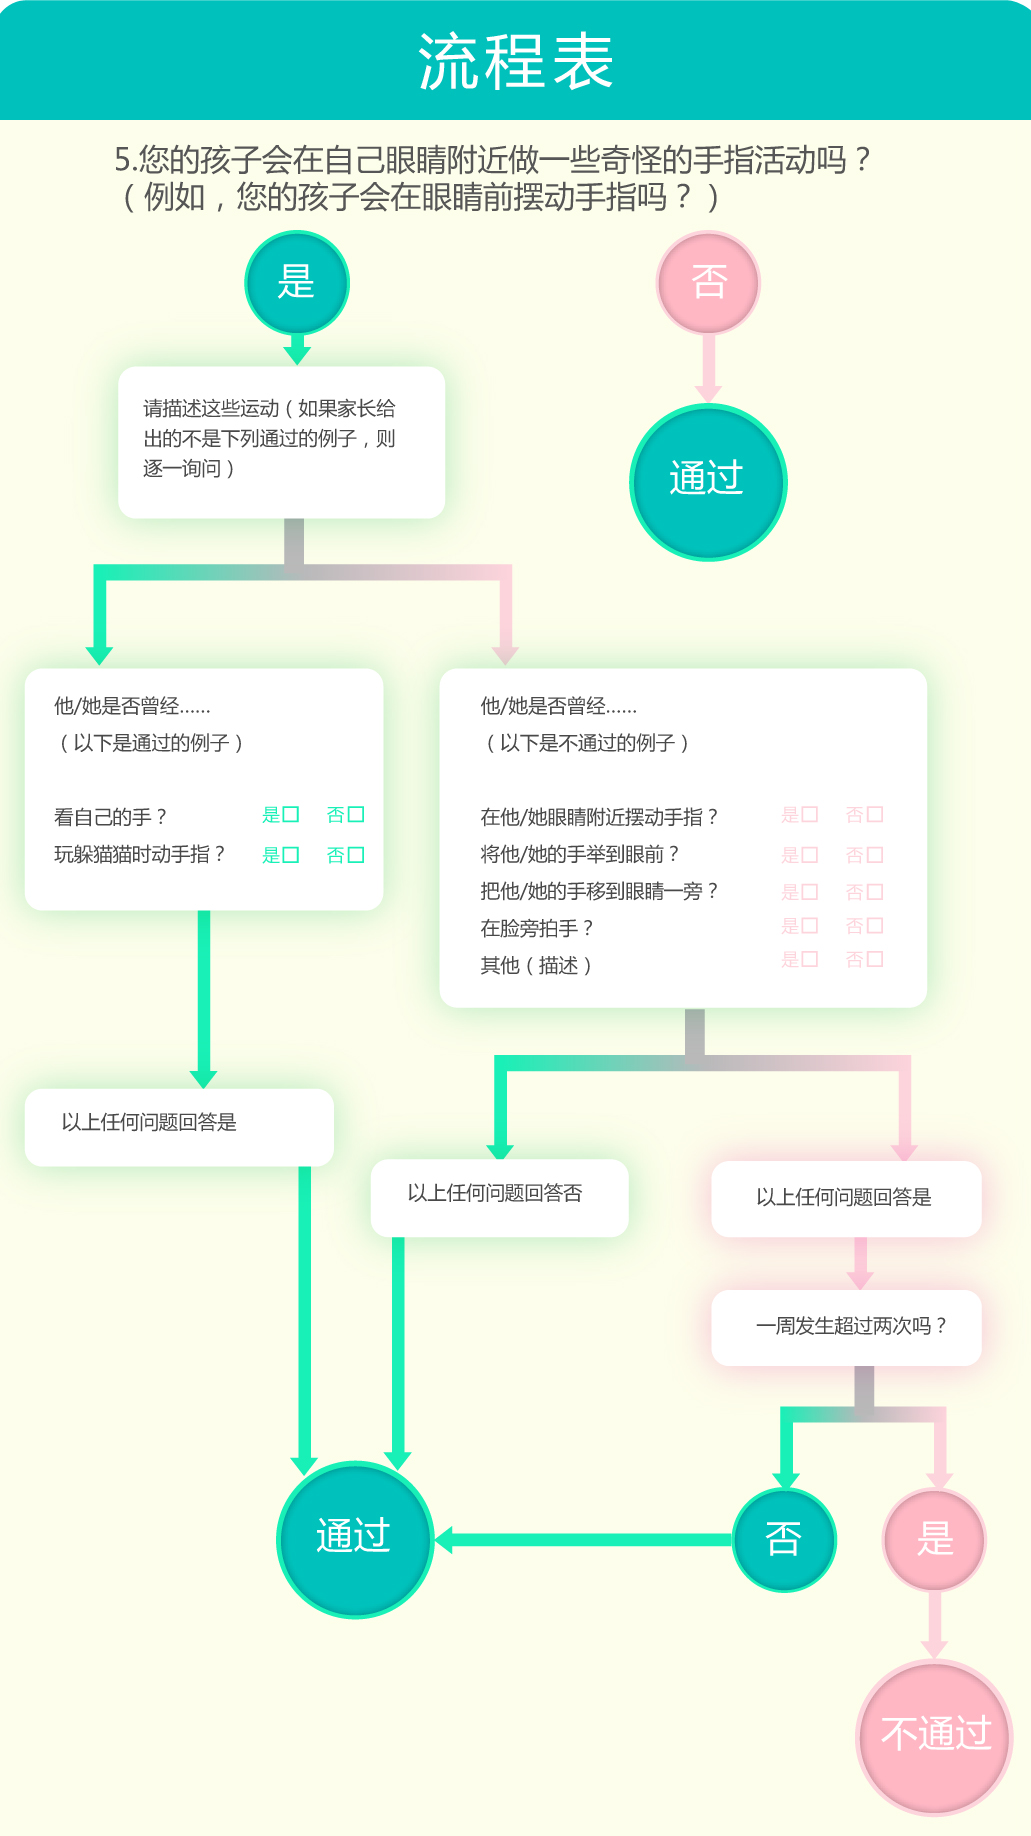 流程表
5.您的孩子会在自己眼睛附近做一些奇怪的手指活动吗？
（例如，您的孩子会在眼睛前摆动手指吗？）
是
否
请描述这些运动（如果家长给
出的不是下列通过的例子，则
逐一询问）
通过
他/她是否曾经……
（以下是通过的例子）
看自己的手？ 是□ 否□
玩躲猫猫时动手指？ 是□ 否□
他/她是否曾经……
（以下是不通过的例子）
在他/她眼睛附近摆动手指？ 是□ 否□
将他/她的手举到眼前？ 是□ 否□
把他/她的手移到眼睛一旁？ 是□ 否□
在脸旁拍手？ 是□ 否□
其他（描述） 是□ 否□
以上任何问题回答是
以上任何问题回答否
以上任何问题回答是
一周发生超过两次吗？
通过
否
是
不通过